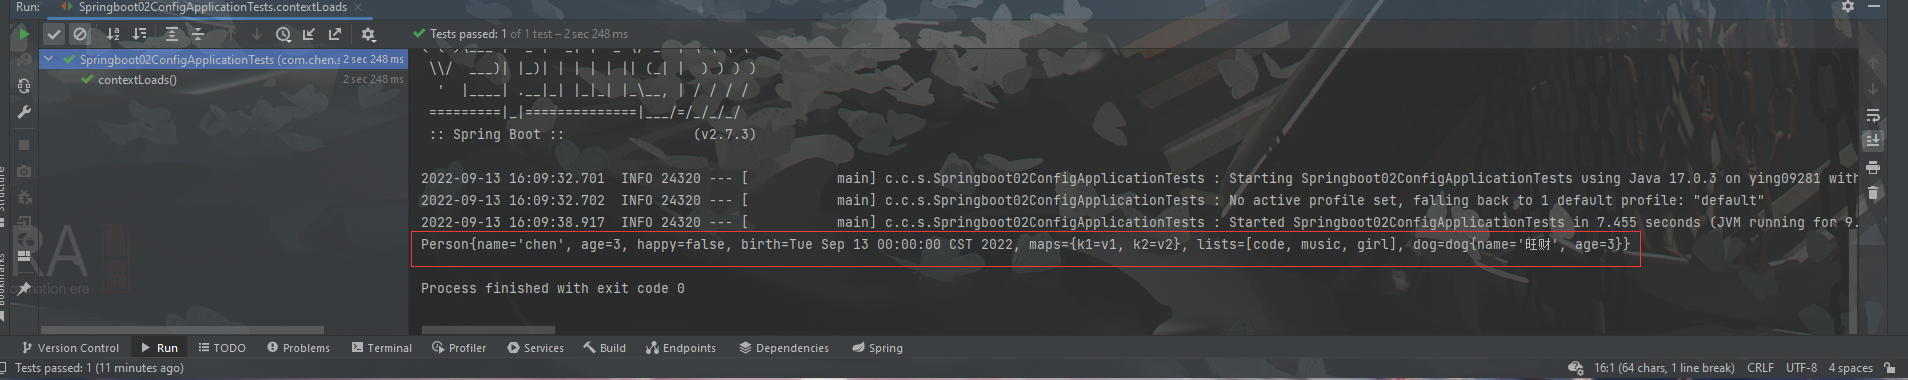 Run: Springboot02ConfigApplicationTests.contextLoads
Tests passed: 1 of 1 test – 2 sec 248 ms
Springboot02ConfigApplicationTests (com.chen.s 2 sec 248 ms
contextLoads() 2 sec 248 ms
\\/  ___)| |_)| | | | | || (_| |  ) ) ) )
'  |____| .__|_| |_|_| |_\__, | / / / /
=========|_|==============|___/=/_/_/_/
:: Spring Boot ::                (v2.7.3)
2022-09-13 16:09:32.701  INFO 24320 --- [           main] c.c.s.Springboot02ConfigApplicationTests : Starting Springboot02ConfigApplicationTests using Java 17.0.3 on ying09281 with
2022-09-13 16:09:32.702  INFO 24320 --- [           main] c.c.s.Springboot02ConfigApplicationTests : No active profile set, falling back to 1 default profile: "default"
2022-09-13 16:09:38.917  INFO 24320 --- [           main] c.c.s.Springboot02ConfigApplicationTests : Started Springboot02ConfigApplicationTests in 7.455 seconds (JVM running for 9.
Person{name='chen', age=3, happy=false, birth=Tue Sep 13 00:00:00 CST 2022, maps={k1=v1, k2=v2}, lists=[code, music, girl], dog=dog{name='旺财', age=3}}
Process finished with exit code 0
Version Control Run TODO Problems Terminal Profiler Services Build Endpoints Dependencies Spring
Tests passed: 1 (11 minutes ago) 16:1 (64 chars, 1 line break) CRLF UTF-8 4 spaces